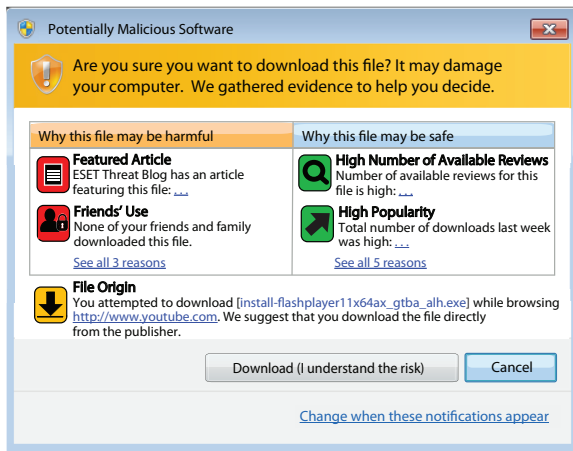 Potentially Malicious Software
Are you sure you want to download this file? It may damage
your computer. We gathered evidence to help you decide.
Why this file may be harmful
Featured Article
ESET Threat Blog has an article
featuring this file: ...
Friends' Use
None of your friends and family
downloaded this file.
See all 3 reasons
Why this file may be safe
High Number of Available Reviews
Number of available reviews for this
file is high: ...
High Popularity
Total number of downloads last week
was high: ...
See all 5 reasons
File Origin
You attempted to download [install-flashplayer11x64ax_gtba_alh.exe] while browsing
http://www.youtube.com. We suggest that you download the file directly
from the publisher.
Download (I understand the risk)
Cancel
Change when these notifications appear